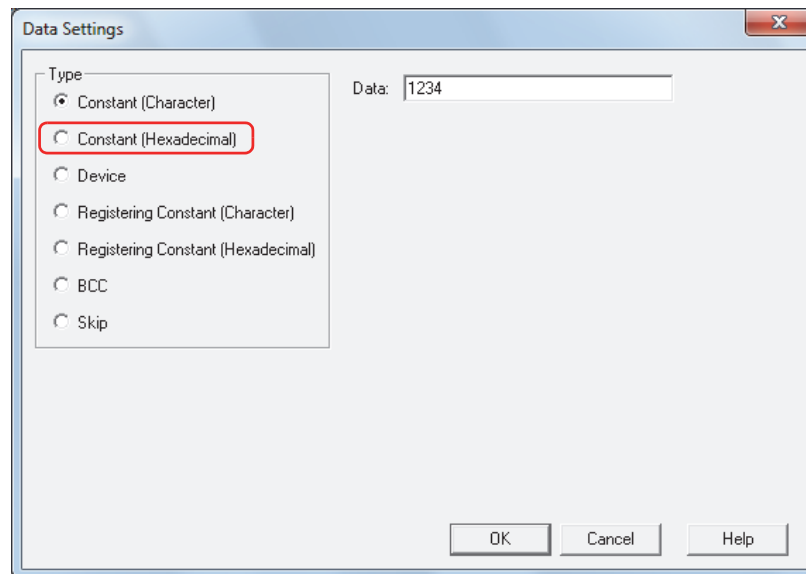 Data Settings
Type
Constant (Character)
Constant (Hexadecimal)
Device
Registering Constant (Character)
Registering Constant (Hexadecimal)
BCC
Skip
Data: 1234
OK Cancel Help